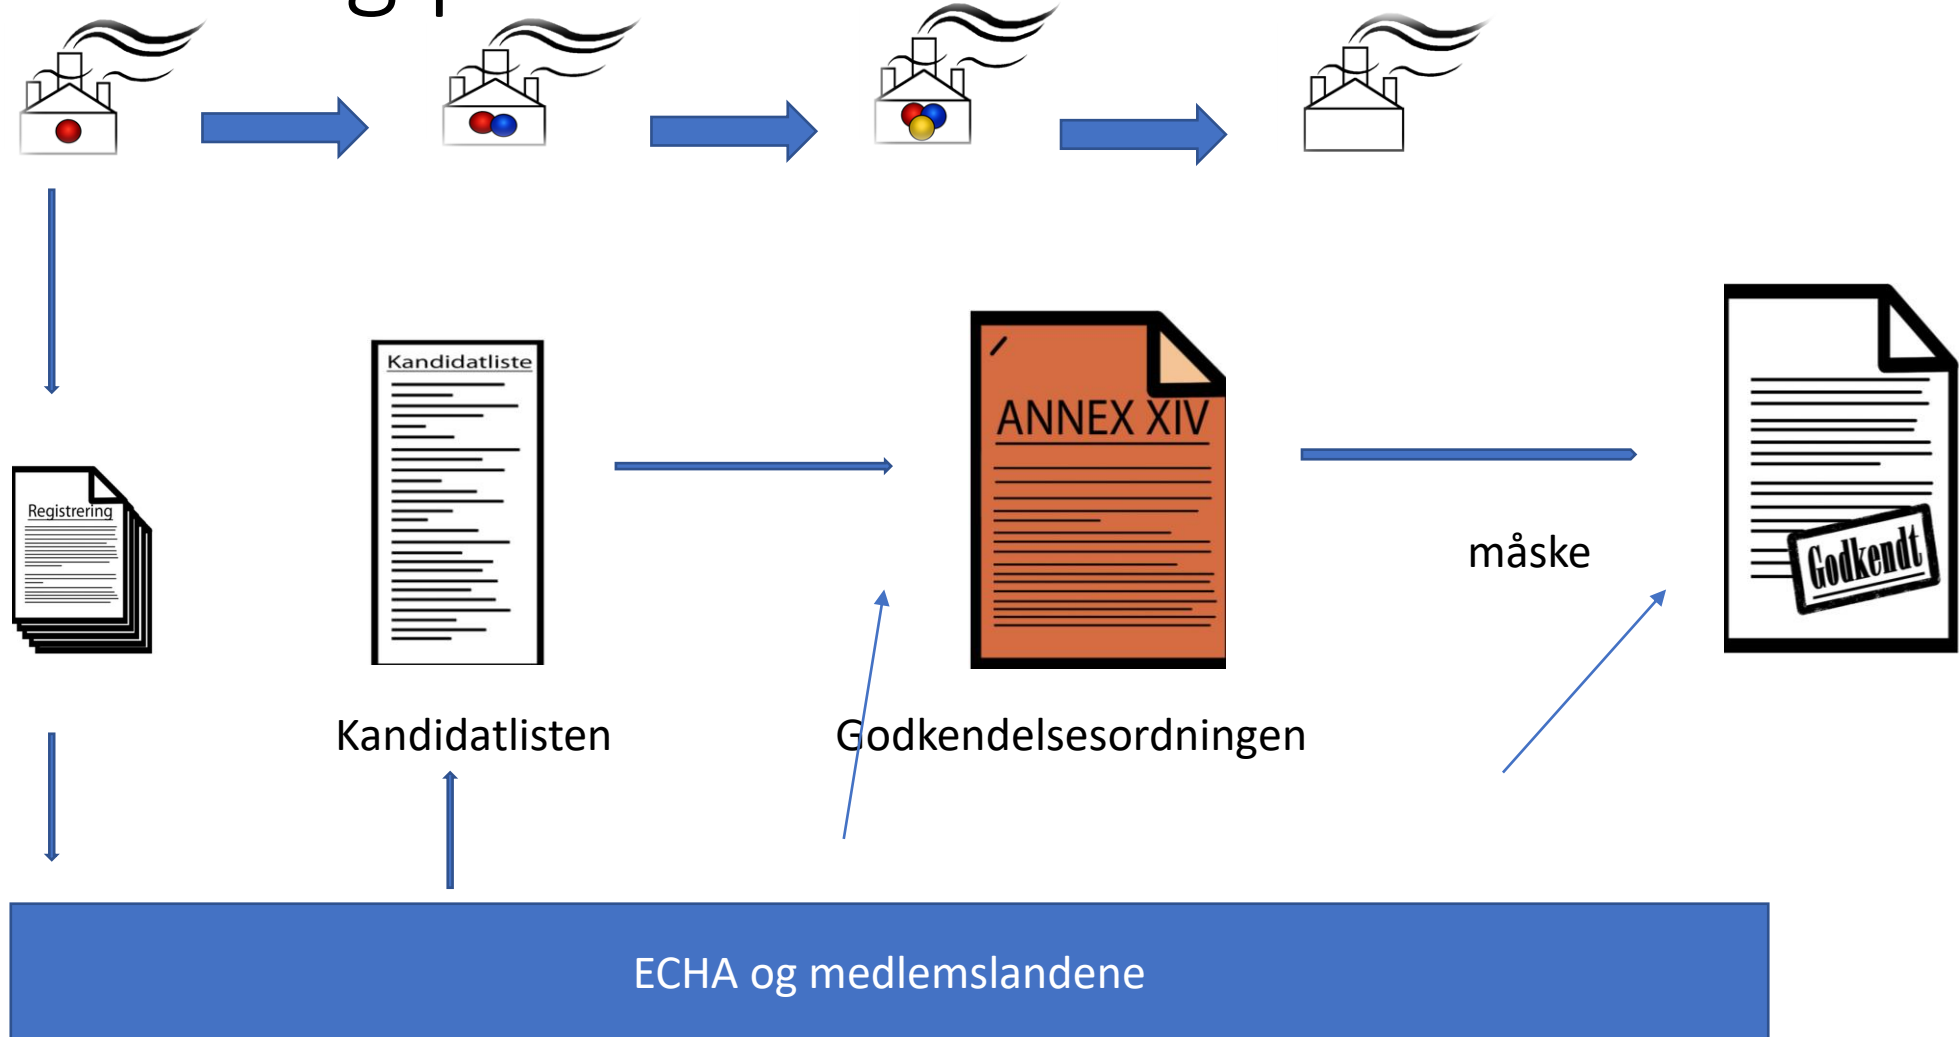 Kandidatliste
ANNEX XIV
Registrering
måske
Godkendt
Kandidatlisten
Godkendelsesordningen
ECHA og medlemslandene